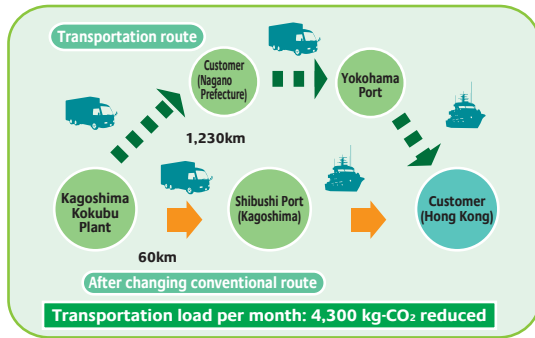 Transportation route
Customer
(Nagano
Prefecture)
Yokohama
Port
1,230km
Kagoshima
Kokubu
Plant
Shibushi Port
(Kagoshima)
Customer
(Hong Kong)
60km
After changing conventional route
Transportation load per month: 4,300 kg-CO₂ reduced